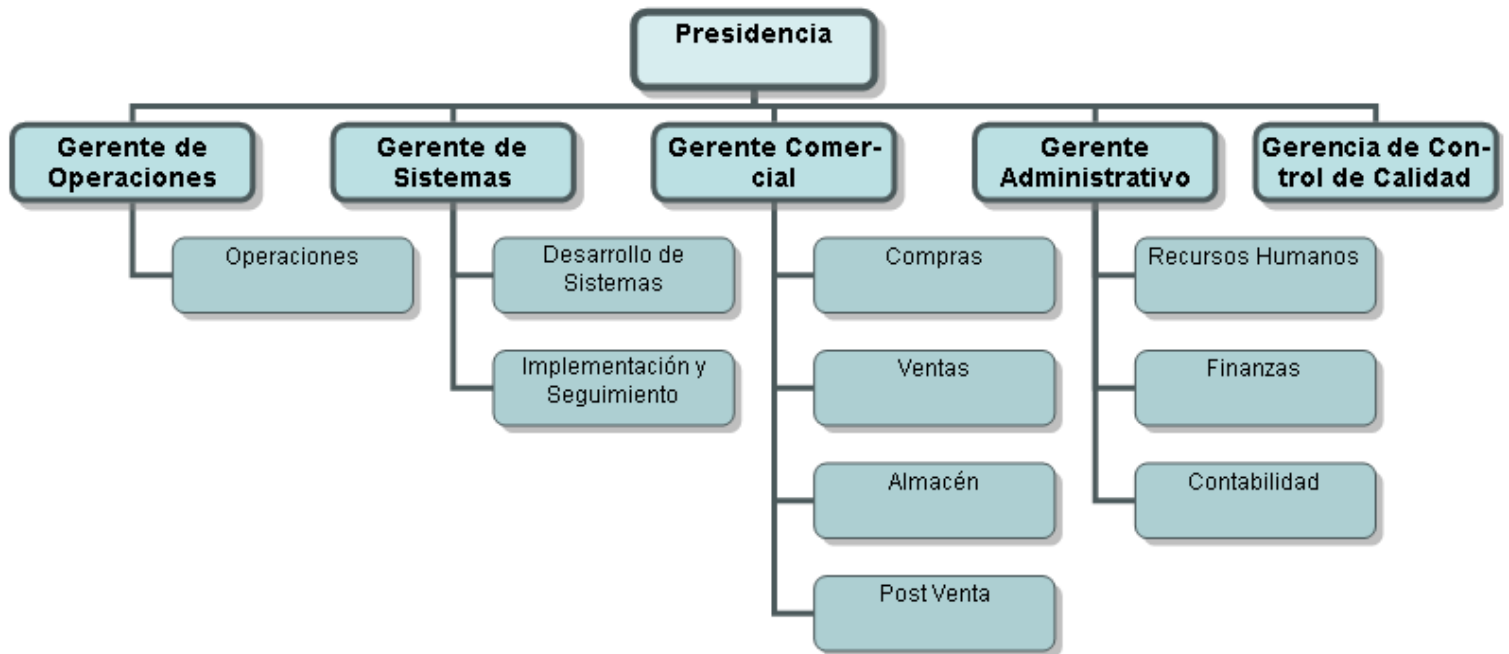 Presidencia
Gerente de
Operaciones
Gerente de
Sistemas
Gerente Comer-
cial
Gerente
Administrativo
Gerencia de Con-
trol de Calidad
Operaciones
Desarrollo de
Sistemas
Implementación y
Seguimiento
Compras
Ventas
Almacén
Post Venta
Recursos Humanos
Finanzas
Contabilidad